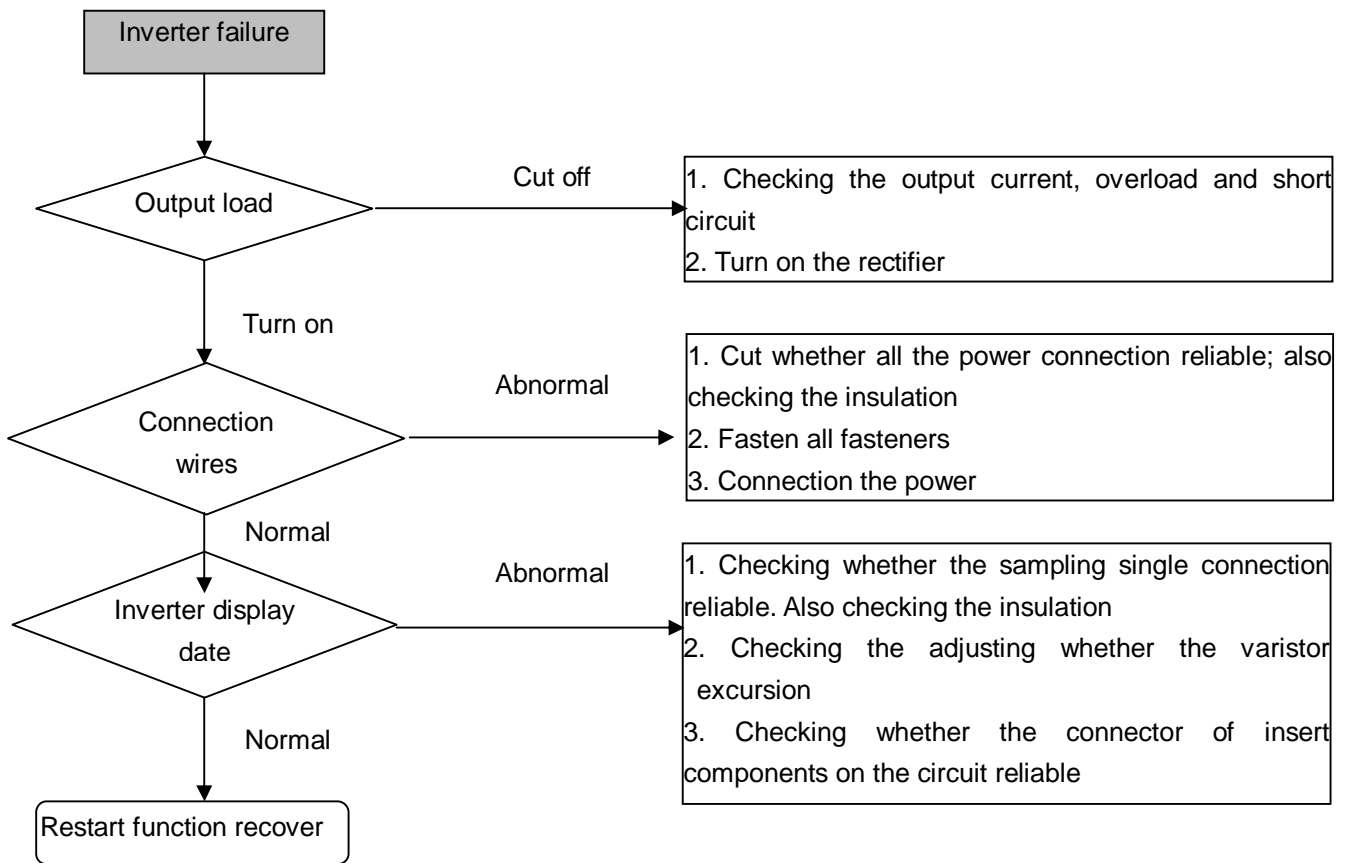 Inverter failure
Output load
Cut off
1. Checking the output current, overload and short
circuit
2. Turn on the rectifier
Turn on
Connection
wires
Abnormal
1. Cut whether all the power connection reliable; also
checking the insulation
2. Fasten all fasteners
3. Connection the power
Normal
Inverter display
date
Abnormal
1. Checking whether the sampling single connection
reliable. Also checking the insulation
2. Checking the adjusting whether the varistor
excursion
3. Checking whether the connector of insert
components on the circuit reliable
Normal
Restart function recover